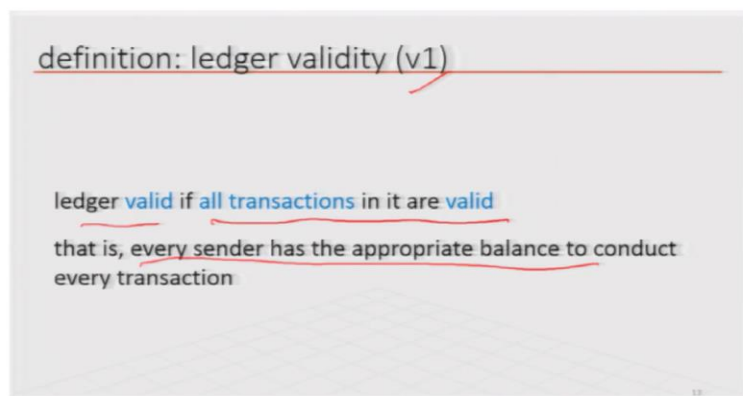 definition: ledger validity (v1)
ledger valid if all transactions in it are valid
that is, every sender has the appropriate balance to conduct
every transaction